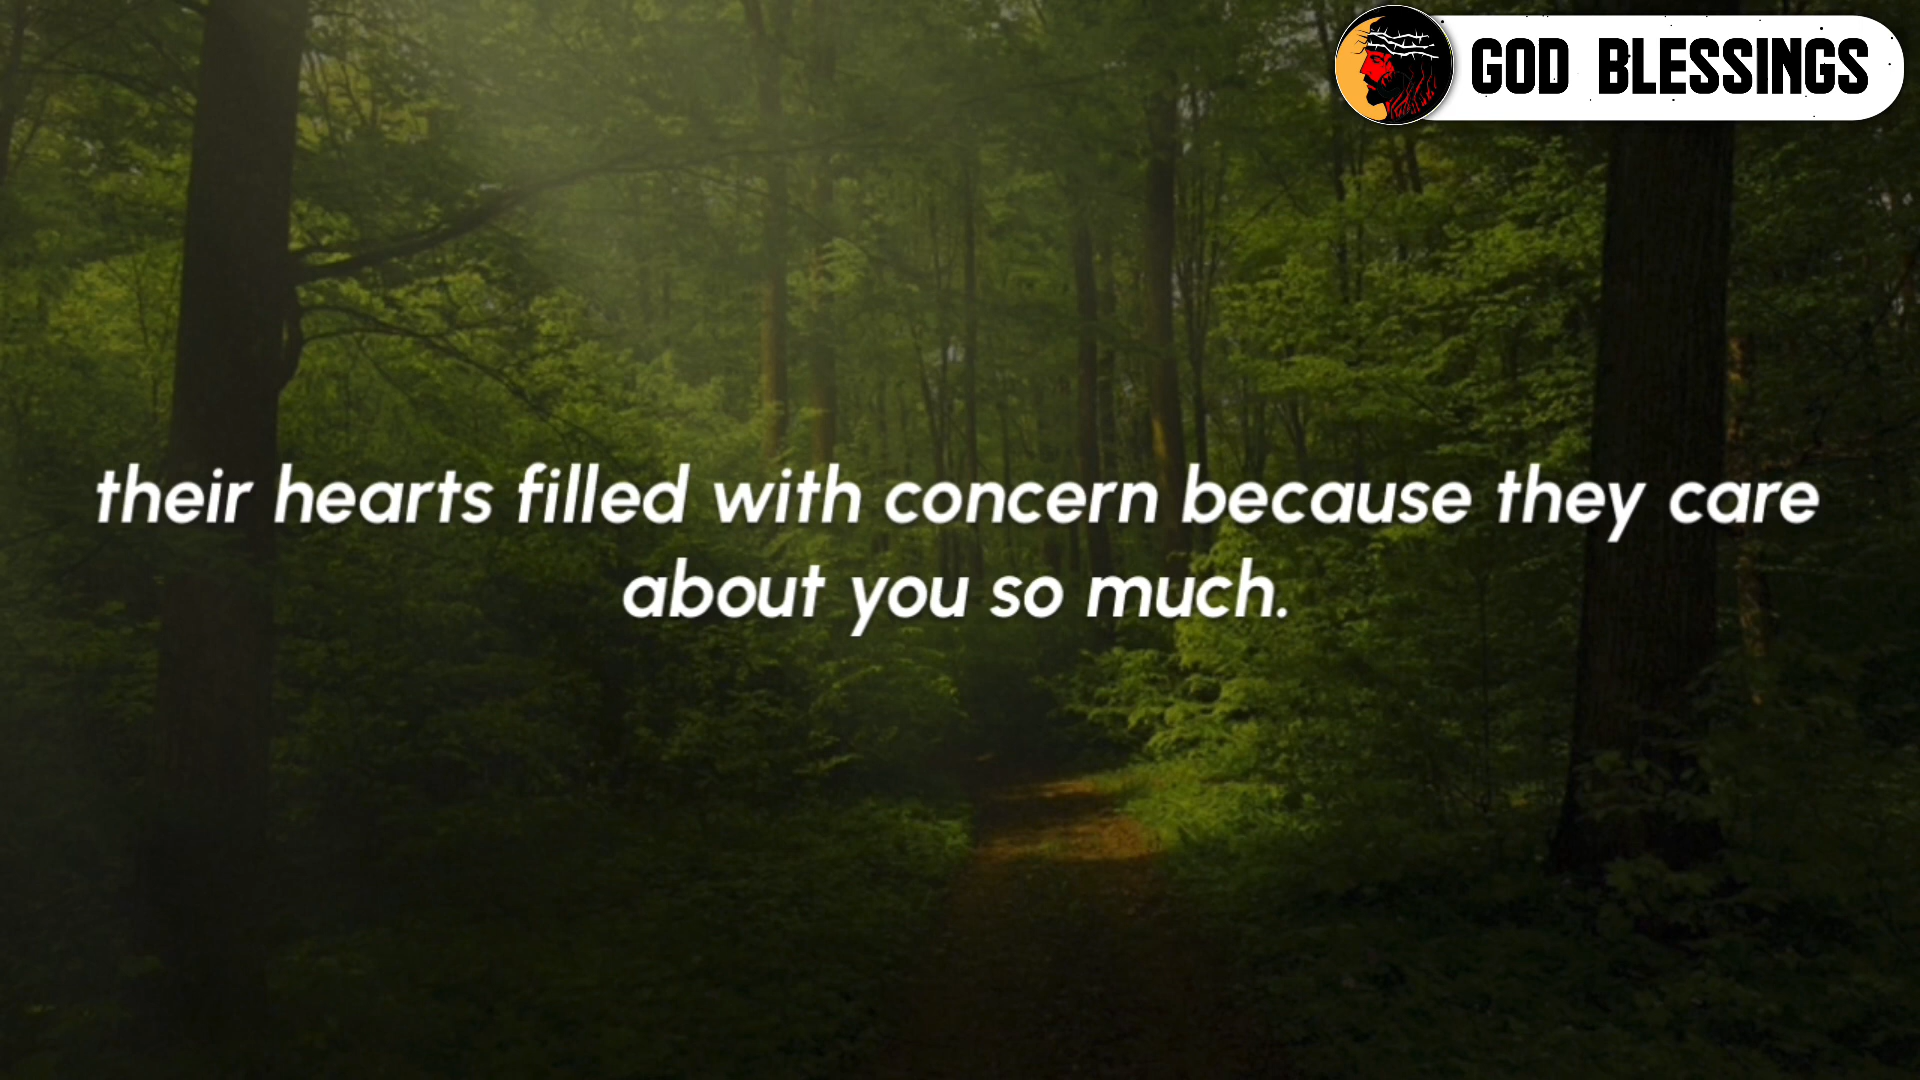 GOD BLESSINGS
their hearts filled with concern because they care
about you so much.